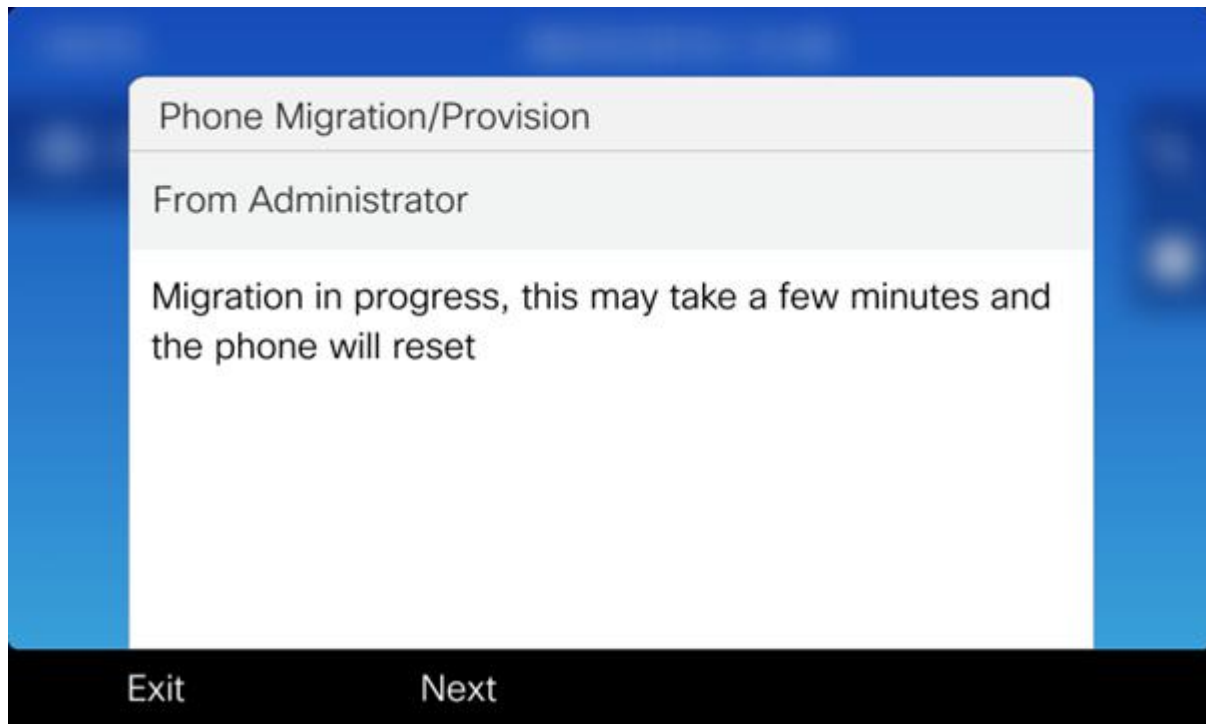 Phone Migration/Provision
From Administrator
Migration in progress, this may take a few minutes and
the phone will reset
Exit
Next